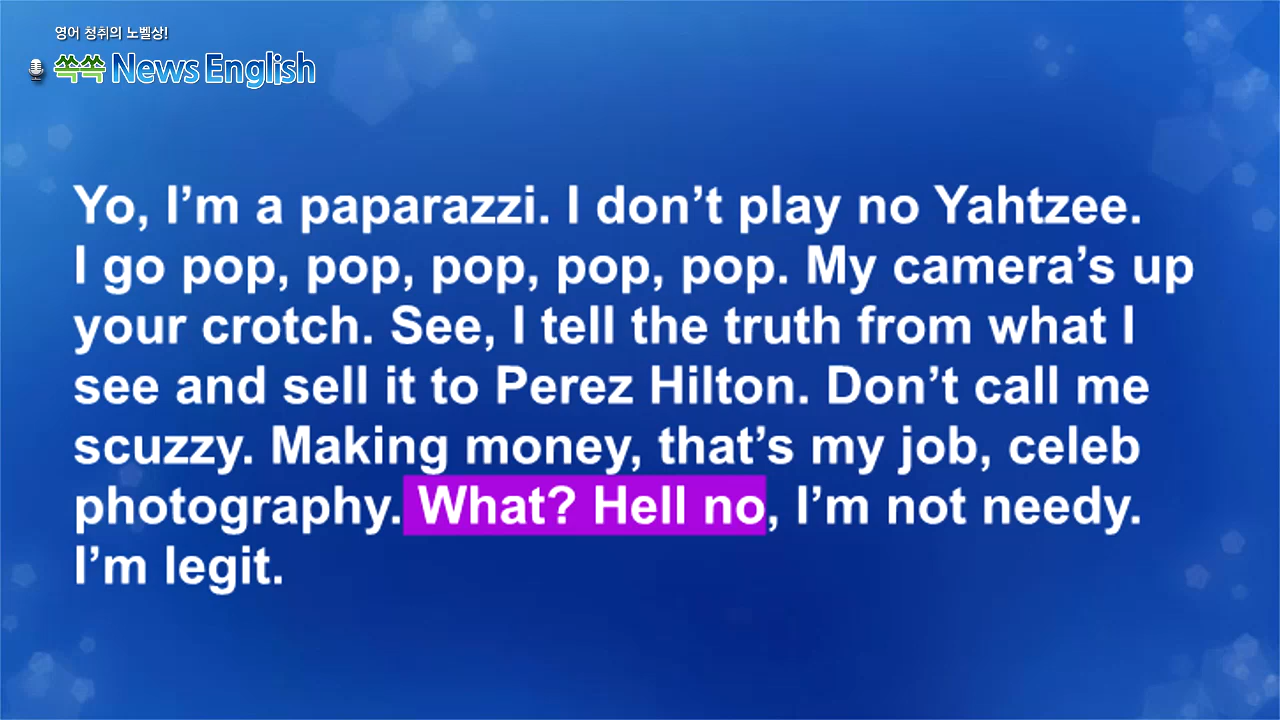 영어 청취의 노벨상!
쏙쏙 News English
Yo, I’m a paparazzi. I don’t play no Yahtzee.
I go pop, pop, pop, pop, pop. My camera’s up
your crotch. See, I tell the truth from what I
see and sell it to Perez Hilton. Don’t call me
scuzzy. Making money, that’s my job, celeb
photography. What? Hell no, I’m not needy.
I’m legit.